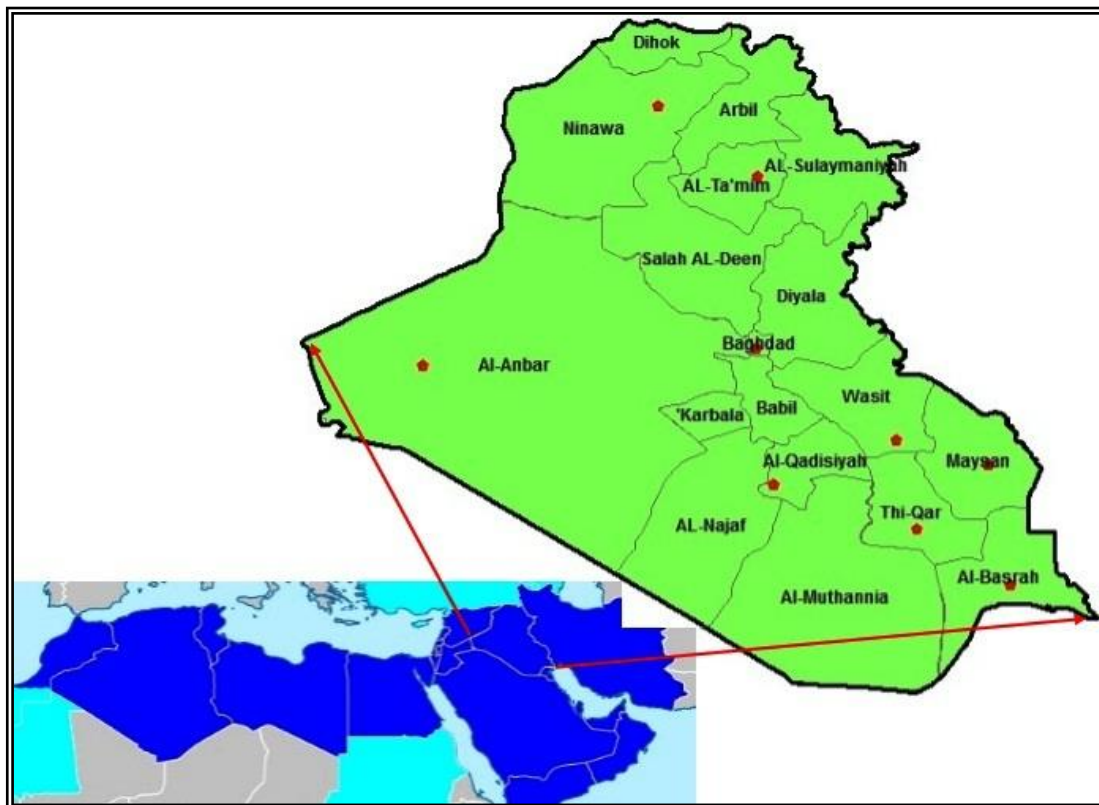 Dihok
Arbil
Ninawa
AL-Sulaymaniyah
AL-Ta'mim
Salah AL-Deen
Diyala
Baghdad
Al-Anbar
Wasit
'Karbala
Babil
Al-Qadisiyah
Maysan
Thi-Qar
AL-Najaf
Al-Basrah
Al-Muthannia